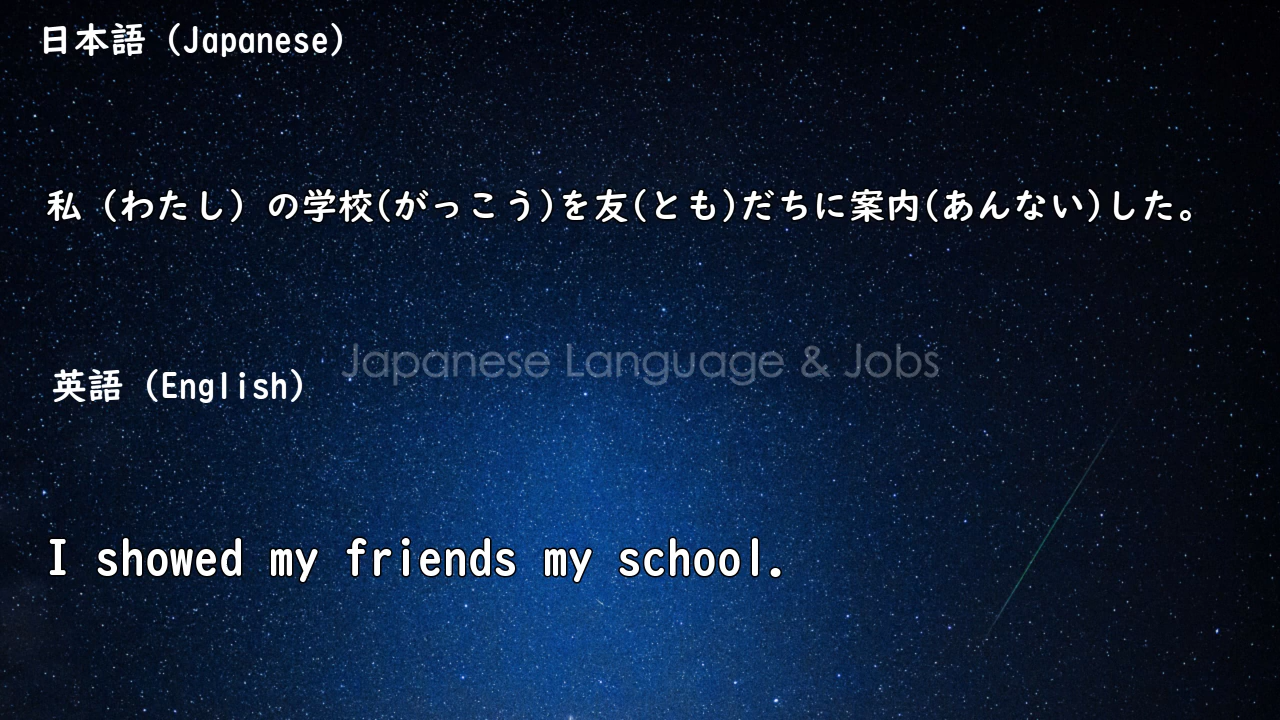 日本語（Japanese）
私（わたし）の学校(がっこう)を友(とも)だちに案内(あんない)した。
Japanese Language & Jobs
英語（English）
I showed my friends my school.